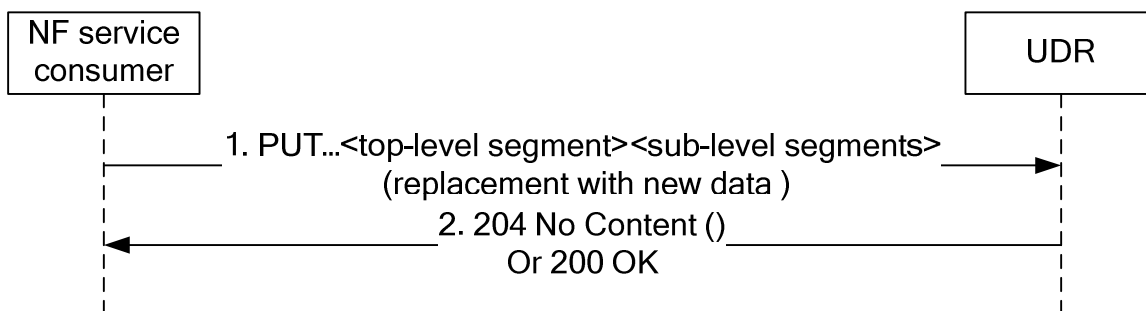 NF service
consumer
UDR
1. PUT...<top-level segment><sub-level segments>
(replacement with new data )
2. 204 No Content ()
Or 200 OK